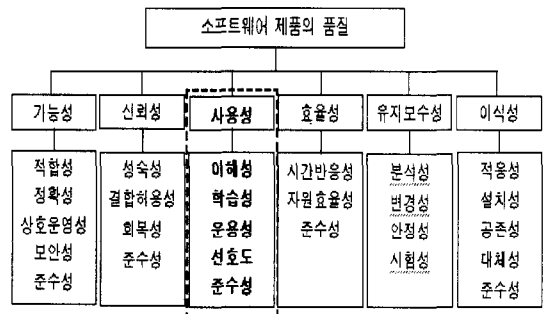 소프트웨어 제품의 품질
기능성
적합성
정확성
상호운영성
보안성
준수성
신뢰성
성숙성
결합허용성
회복성
준수성
사용성
이해성
학습성
운용성
선호도
준수성
효율성
시간반응성
자원효율성
준수성
유지보수성
분석성
변경성
안정성
시험성
이식성
적응성
설치성
공존성
대체성
준수성